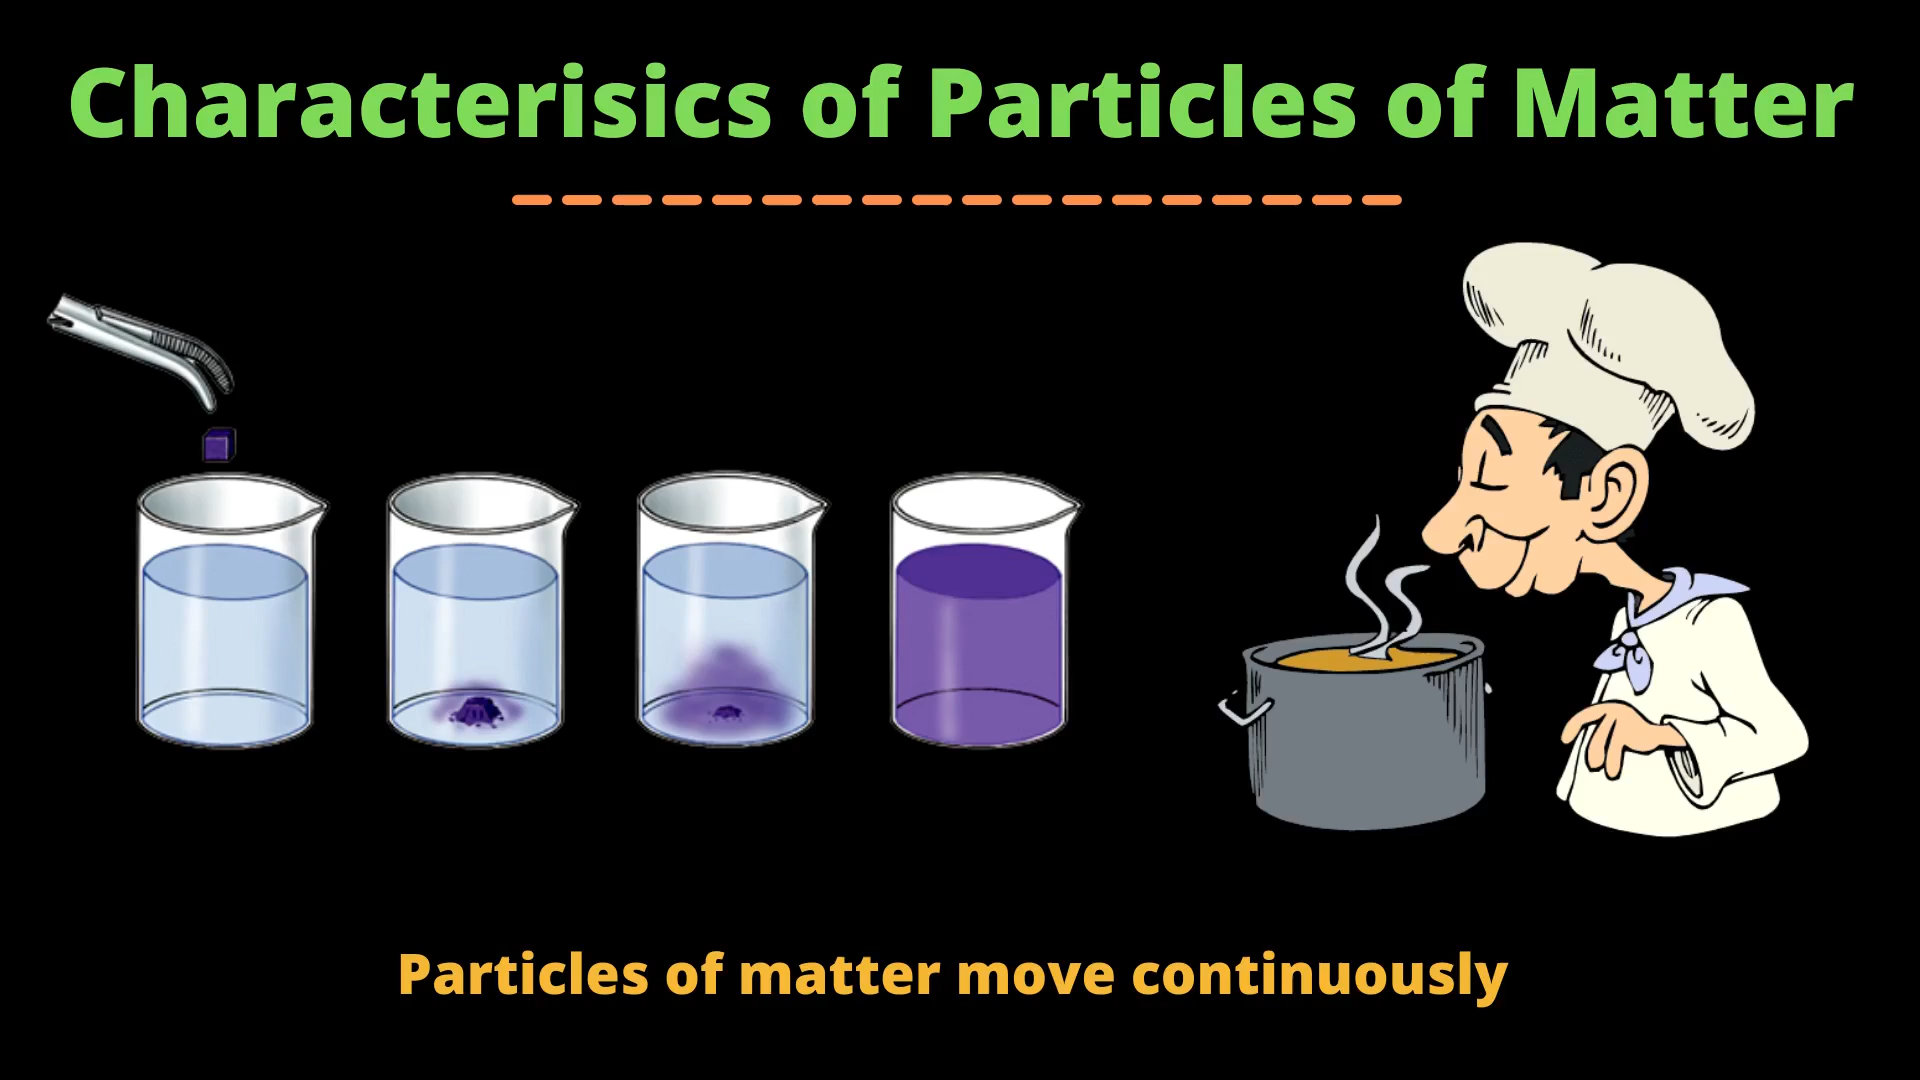 Characterisics of Particles of Matter
Particles of matter move continuously